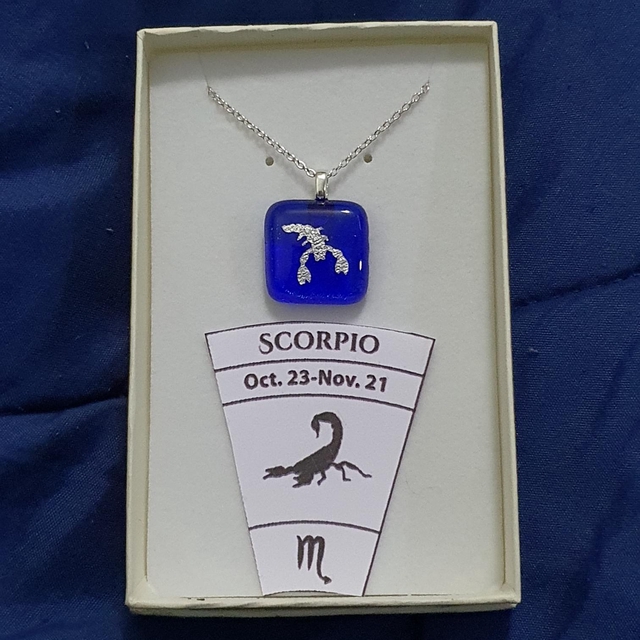 SCORPIO
Oct. 23-Nov. 21
♏